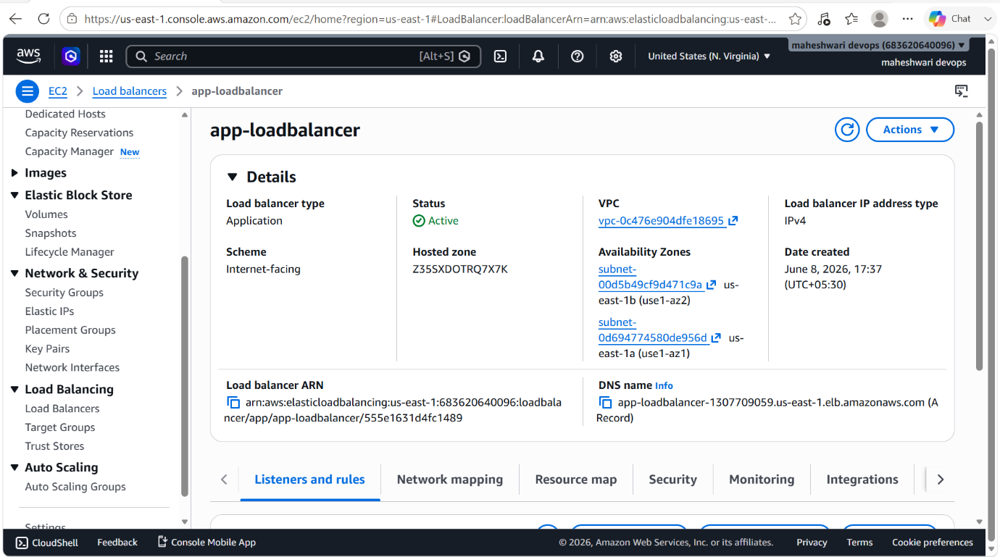 https://us-east-1.console.aws.amazon.com/ec2/home?region=us-east-1#LoadBalancer:loadBalancerArn=arn:aws:elasticloadbalancing:us-east-...
Chat
aws
Search
[Alt+S]
United States (N. Virginia)
maheshwari devops (683620640096)
maheshwari devops
EC2
Load balancers
app-loadbalancer
Dedicated Hosts
Capacity Reservations
Capacity Manager New
Images
Elastic Block Store
Volumes
Snapshots
Lifecycle Manager
Network & Security
Security Groups
Elastic IPs
Placement Groups
Key Pairs
Network Interfaces
Load Balancing
Load Balancers
Target Groups
Trust Stores
Auto Scaling
Auto Scaling Groups
Settings
app-loadbalancer
Actions
Details
Load balancer type
Application
Status
Active
VPC
vpc-0c476e904dfe18695
Load balancer IP address type
IPv4
Scheme
Internet-facing
Hosted zone
Z35SXDOTRQ7X7K
Availability Zones
subnet-
00d5b49cf9d471c9a us-
east-1b (use1-az2)
subnet-
0d694774580de956d us-
east-1a (use1-az1)
Date created
June 8, 2026, 17:37
(UTC+05:30)
Load balancer ARN
arn:aws:elasticloadbalancing:us-east-1:683620640096:loadbala
ncer/app/app-loadbalancer/555e1631d4fc1489
DNS name Info
app-loadbalancer-1307709059.us-east-1.elb.amazonaws.com (A
Record)
Listeners and rules
Network mapping
Resource map
Security
Monitoring
Integrations
CloudShell
Feedback
Console Mobile App
© 2026, Amazon Web Services, Inc. or its affiliates.
Privacy
Terms
Cookie preferences